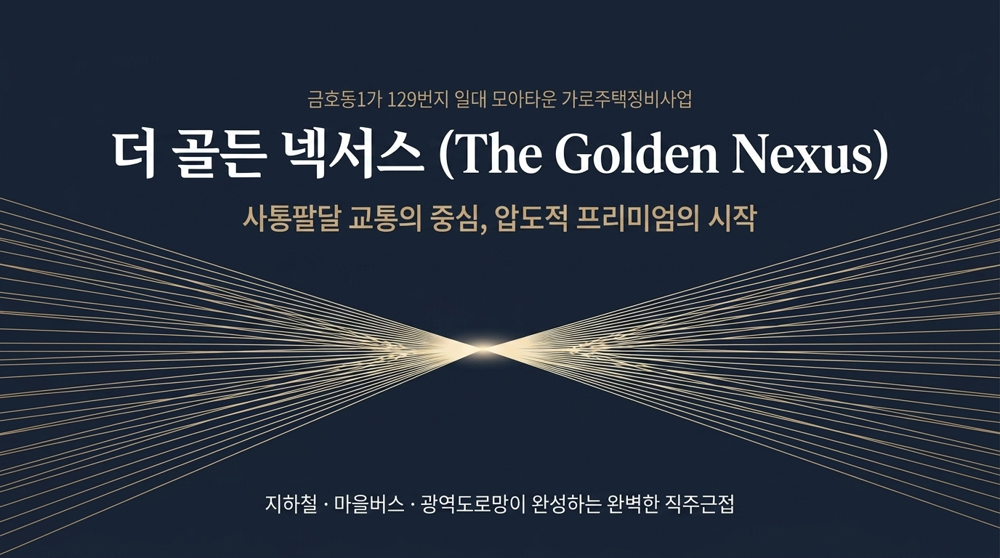 금호동1가 129번지 일대 모아타운 가로주택정비사업
더 골든 넥서스 (The Golden Nexus)
사통팔달 교통의 중심, 압도적 프리미엄의 시작
지하철 · 마을버스 · 광역도로망이 완성하는 완벽한 직주근접